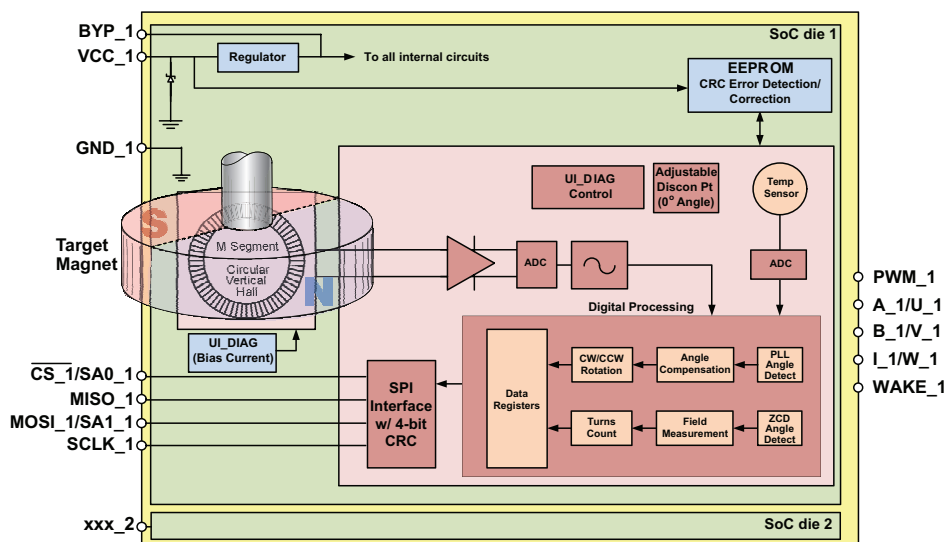 BYP_1
SoC die 1
VCC_1
Regulator
To all internal circuits
EEPROM
CRC Error Detection/
Correction
GND_1
UI_DIAG
Control
Adjustable
Discon Pt
(0° Angle)
Temp
Sensor
S
Target
Magnet
M Segment
Circular
Vertical
Hall
N
ADC
ADC
PWM_1
A_1/U_1
B_1/V_1
I_1/W_1
WAKE_1
Digital Processing
UI_DIAG
(Bias Current)
CS_1/SA0_1
MISO_1
MOSI_1/SA1_1
SCLK_1
SPI
Interface
w/ 4-bit
CRC
Data
Registers
CW/CCW
Rotation
Angle
Compensation
PLL
Angle
Detect
Turns
Count
Field
Measurement
ZCD
Angle
Detect
xxx_2
SoC die 2